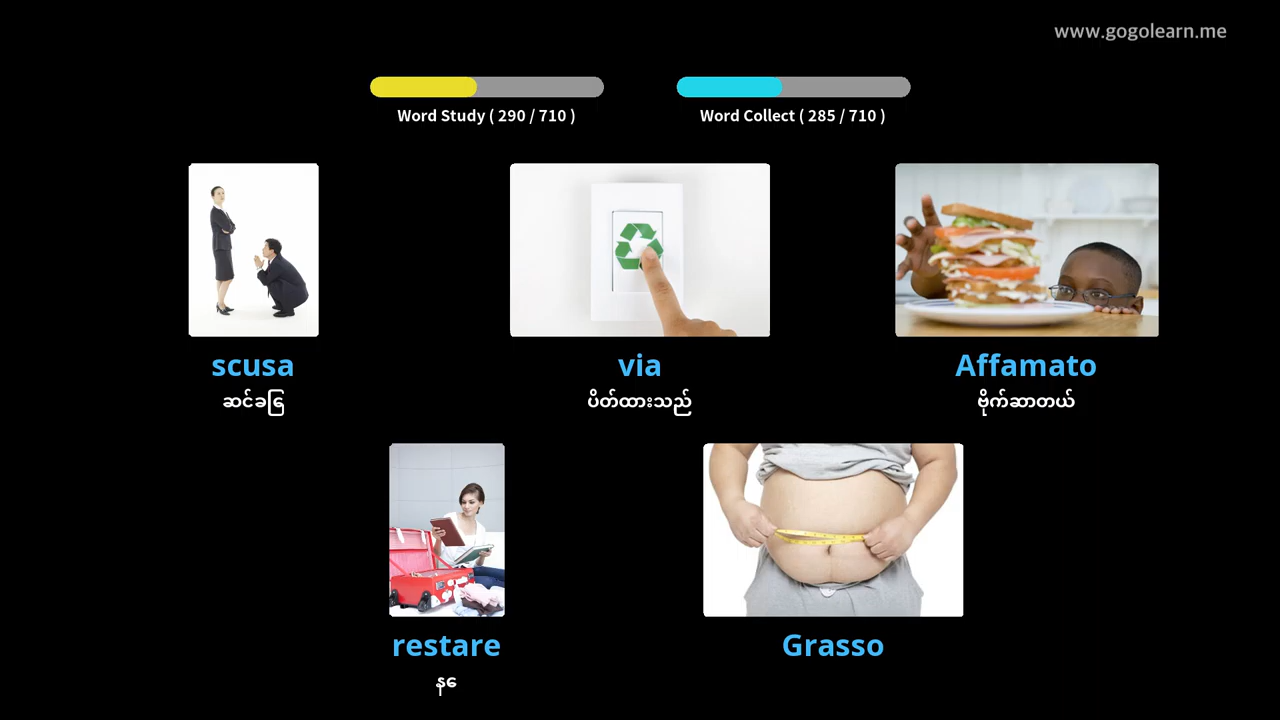 www.gogolearn.me
Word Study ( 290 / 710 )
Word Collect ( 285 / 710 )
scusa
ဆင်ခြေ
via
ပိတ်ထားသည်
Affamato
ဗိုက်ဆာတယ်
restare
နေ
Grasso